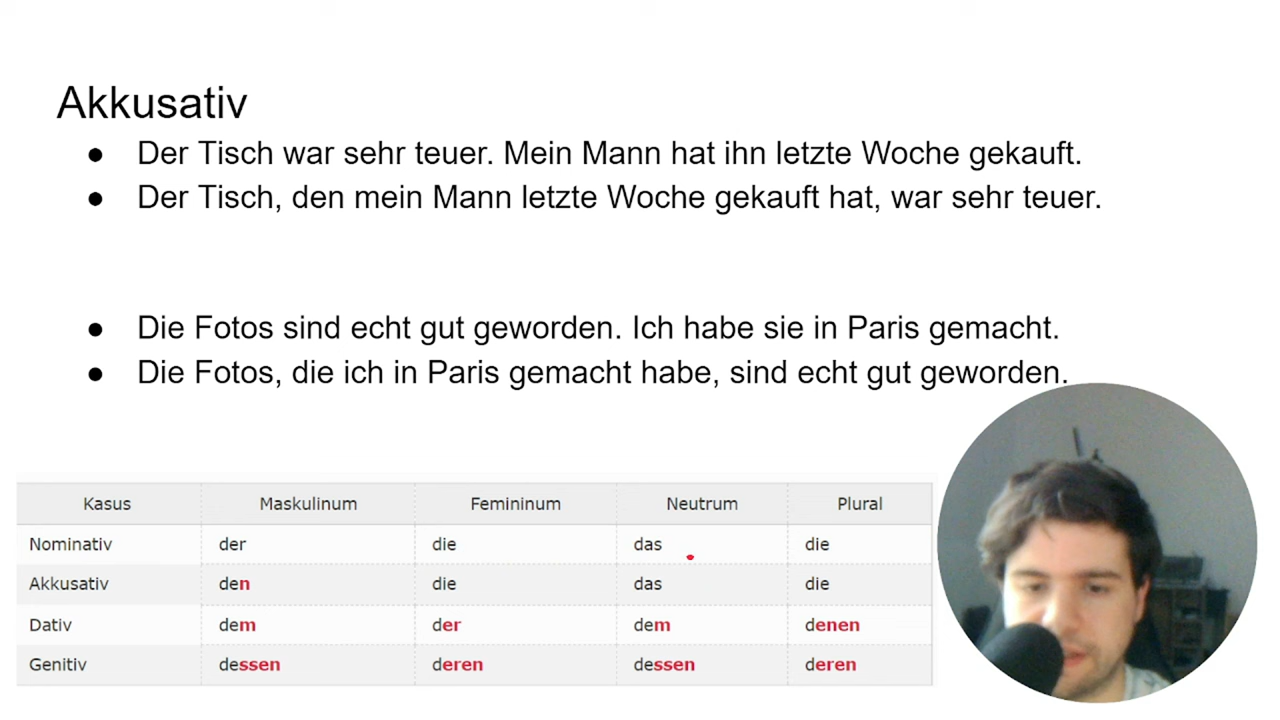 Akkusativ
● Der Tisch war sehr teuer. Mein Mann hat ihn letzte Woche gekauft.
● Der Tisch, den mein Mann letzte Woche gekauft hat, war sehr teuer.
● Die Fotos sind echt gut geworden. Ich habe sie in Paris gemacht.
● Die Fotos, die ich in Paris gemacht habe, sind echt gut geworden.
Kasus Maskulinum Femininum Neutrum Plural
Nominativ der die das die
Akkusativ den die das die
Dativ dem der dem denen
Genitiv dessen deren dessen deren